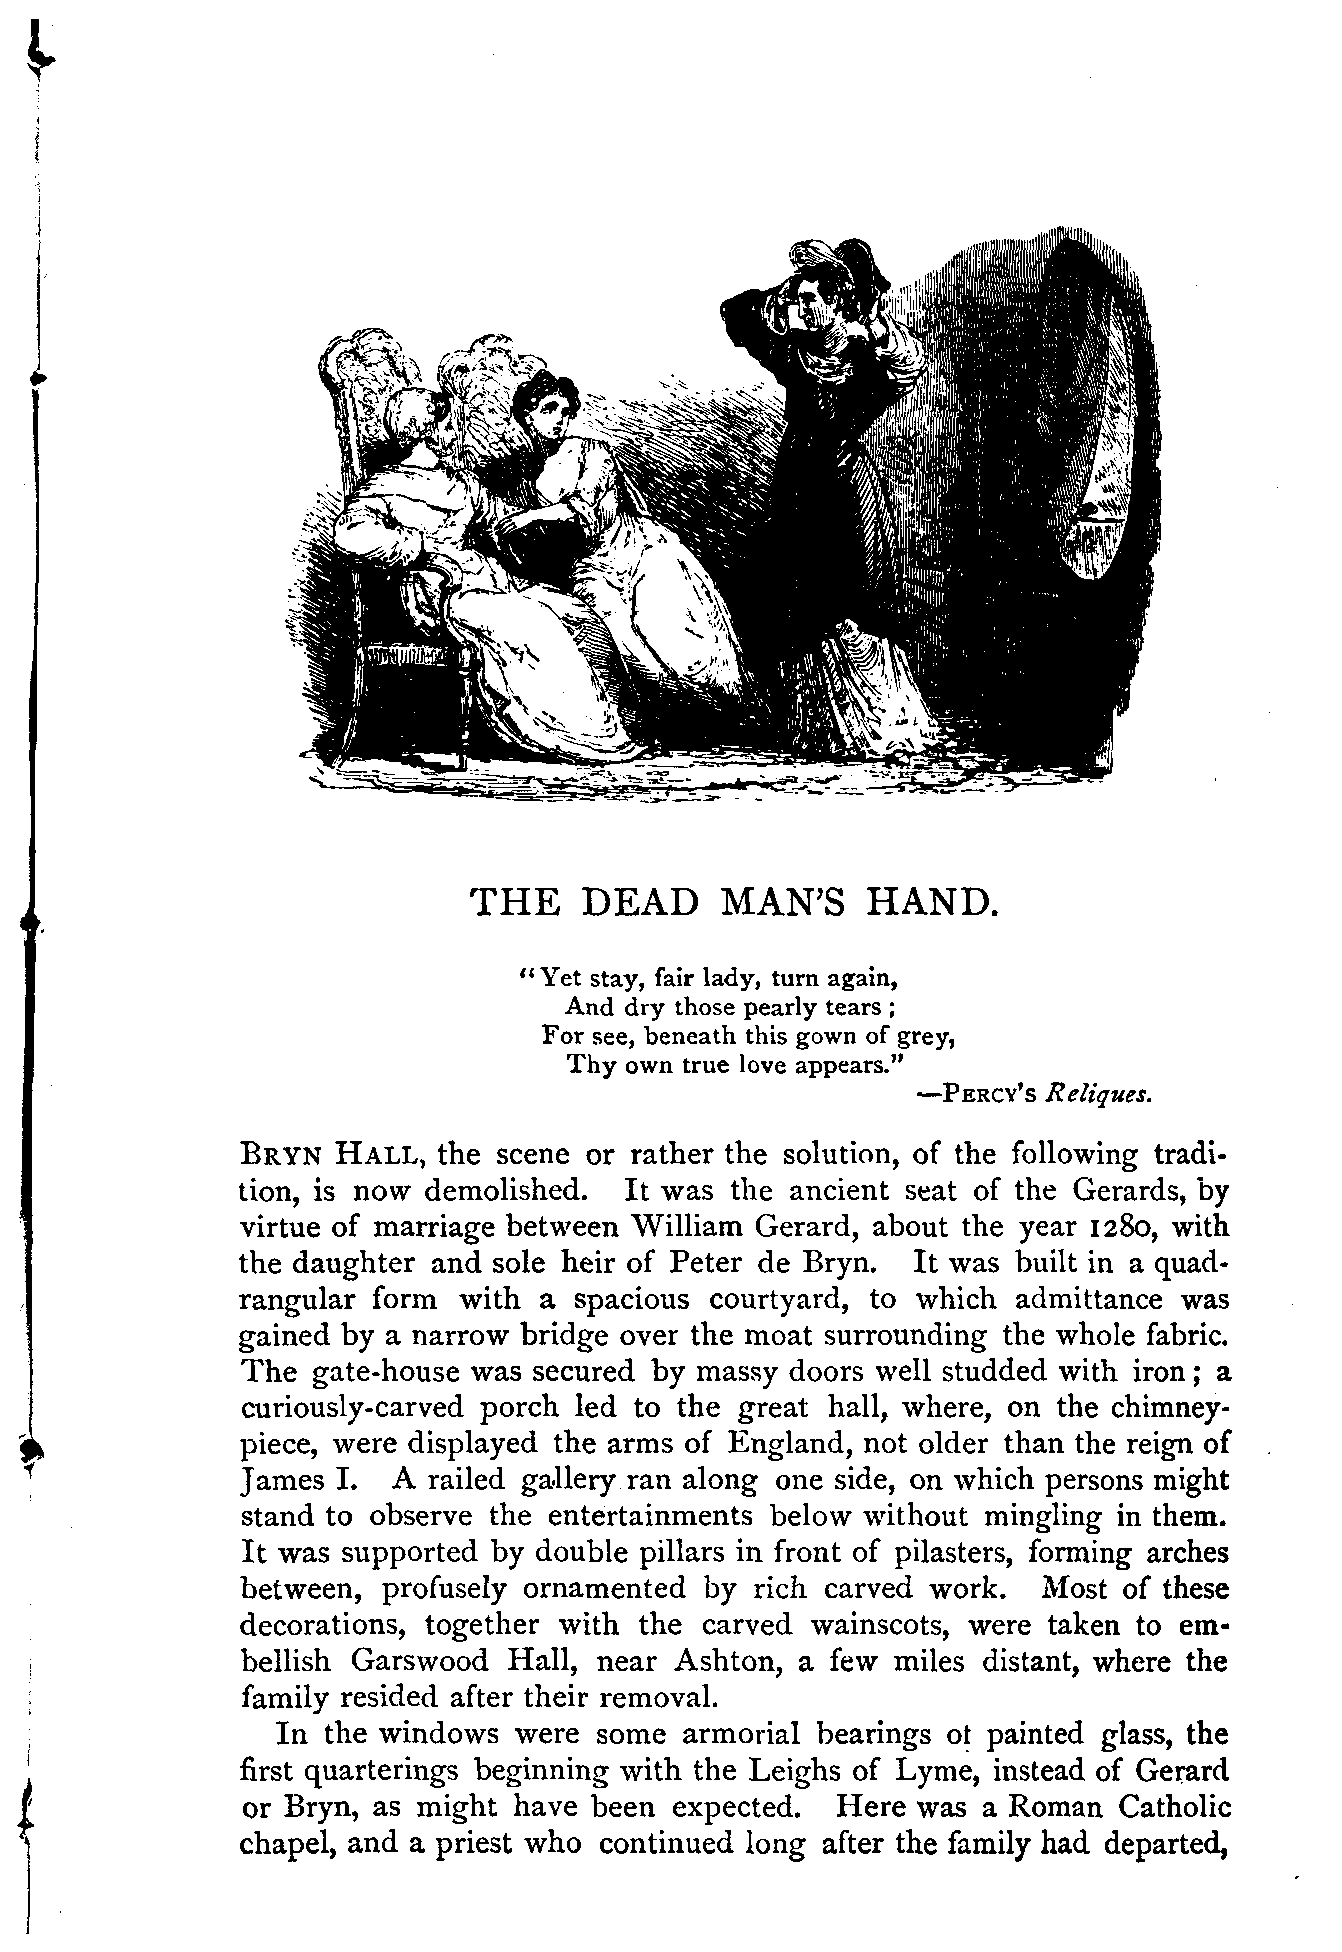 THE DEAD MAN'S HAND.
"Yet stay, fair lady, turn again,
And dry those pearly tears;
For see, beneath this gown of grey,
Thy own true love appears."
—PERCY'S Reliques.
BRYN HALL, the scene or rather the solution, of the following tradi-
tion, is now demolished. It was the ancient seat of the Gerards, by
virtue of marriage between William Gerard, about the year 1280, with
the daughter and sole heir of Peter de Bryn. It was built in a quad-
rangular form with a spacious courtyard, to which admittance was
gained by a narrow bridge over the moat surrounding the whole fabric.
The gate-house was secured by massy doors well studded with iron; a
curiously-carved porch led to the great hall, where, on the chimney-
piece, were displayed the arms of England, not older than the reign of
James I. A railed gallery ran along one side, on which persons might
stand to observe the entertainments below without mingling in them.
It was supported by double pillars in front of pilasters, forming arches
between, profusely ornamented by rich carved work. Most of these
decorations, together with the carved wainscots, were taken to em-
bellish Garswood Hall, near Ashton, a few miles distant, where the
family resided after their removal.
In the windows were some armorial bearings of painted glass, the
first quarterings beginning with the Leighs of Lyme, instead of Gerard
or Bryn, as might have been expected. Here was a Roman Catholic
chapel, and a priest who continued long after the family had departed,